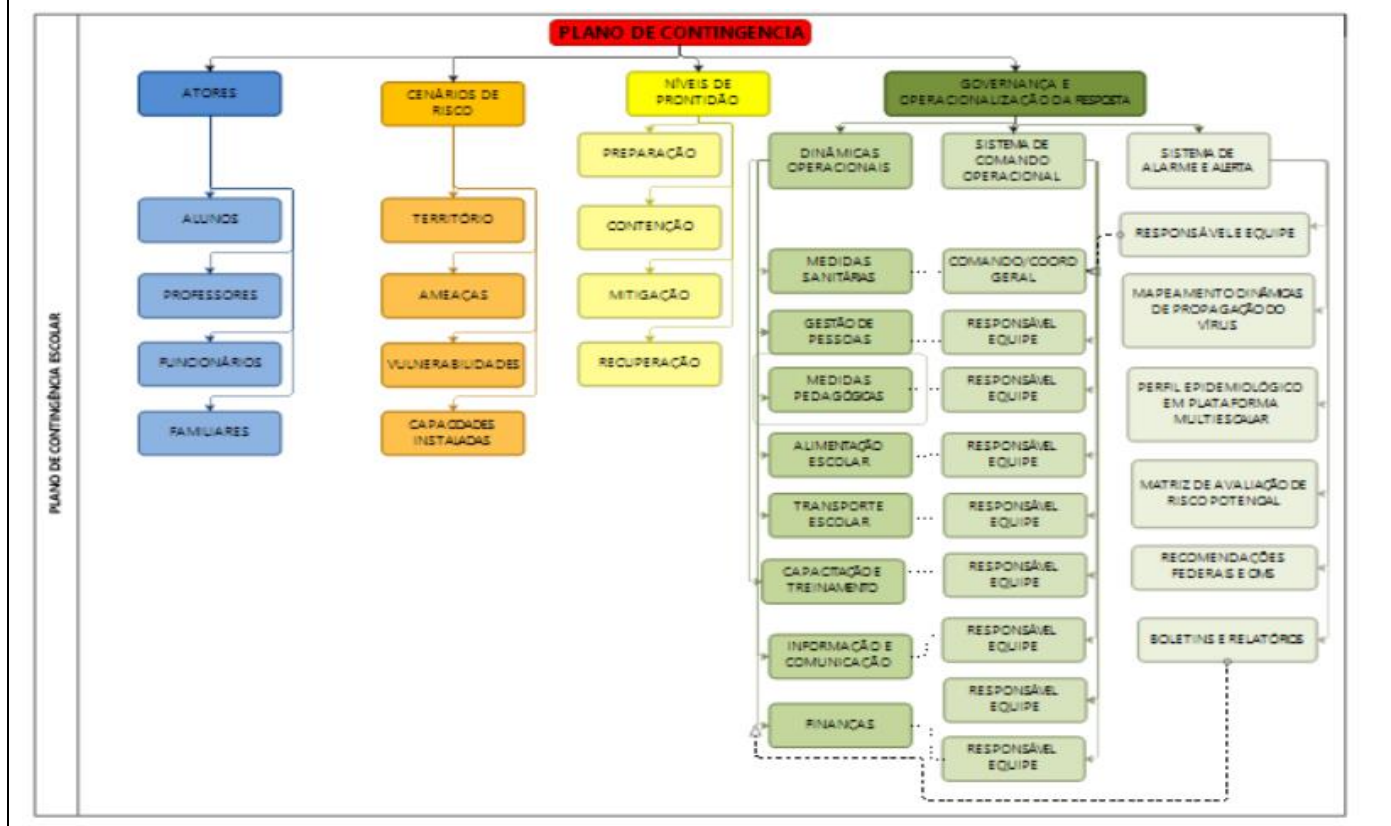 PLANO DE CONTINGENCIA
PLANO DE CONTINGÊNCIA ESCOLAR
ATORES
ALUNOS
PROFESSORES
FUNCIONÁRIOS
FAMILIARES
CENÁRIOS DE
RISCO
TERRITÓRIO
AMEAÇAS
VULNERABILIDADES
CAPACIDADES
INSTALADAS
NÍVEIS DE
PRONTIDÃO
PREPARAÇÃO
CONTENÇÃO
MITIGAÇÃO
RECUPERAÇÃO
GOVERNANÇA E
OPERACIONALIZAÇÃO DA RESPOSTA
DINÂMICAS
OPERACIONAIS
MEDIDAS
SANITÁRIAS
GESTÃO DE
PESSOAS
MEDIDAS
PEDAGÓGICAS
ALIMENTAÇÃO
ESCOLAR
TRANSPORTE
ESCOLAR
CAPACITAÇÃO E
TREINAMENTO
INFORMAÇÃO E
COMUNICAÇÃO
FINANÇAS
SISTEMA DE
COMANDO
OPERACIONAL
COMANDO/COORD
GERAL
RESPONSÁVEL
EQUIPE
RESPONSÁVEL
EQUIPE
RESPONSÁVEL
EQUIPE
RESPONSÁVEL
EQUIPE
RESPONSÁVEL
EQUIPE
RESPONSÁVEL
EQUIPE
RESPONSÁVEL
EQUIPE
RESPONSÁVEL
EQUIPE
SISTEMA DE
ALARME E ALERTA
RESPONSÁVEL E EQUIPE
MAPEAMENTO DINÂMICAS
DE PROPAGAÇÃO DO
VÍRUS
PERFIL EPIDEMIOLÓGICO
EM PLATAFORMA
MULTIESCALAR
MATRIZ DE AVALIAÇÃO DE
RISCO POTENCIAL
RECOMENDAÇÕES
FEDERAIS E OMS
BOLETINS E RELATÓRIOS